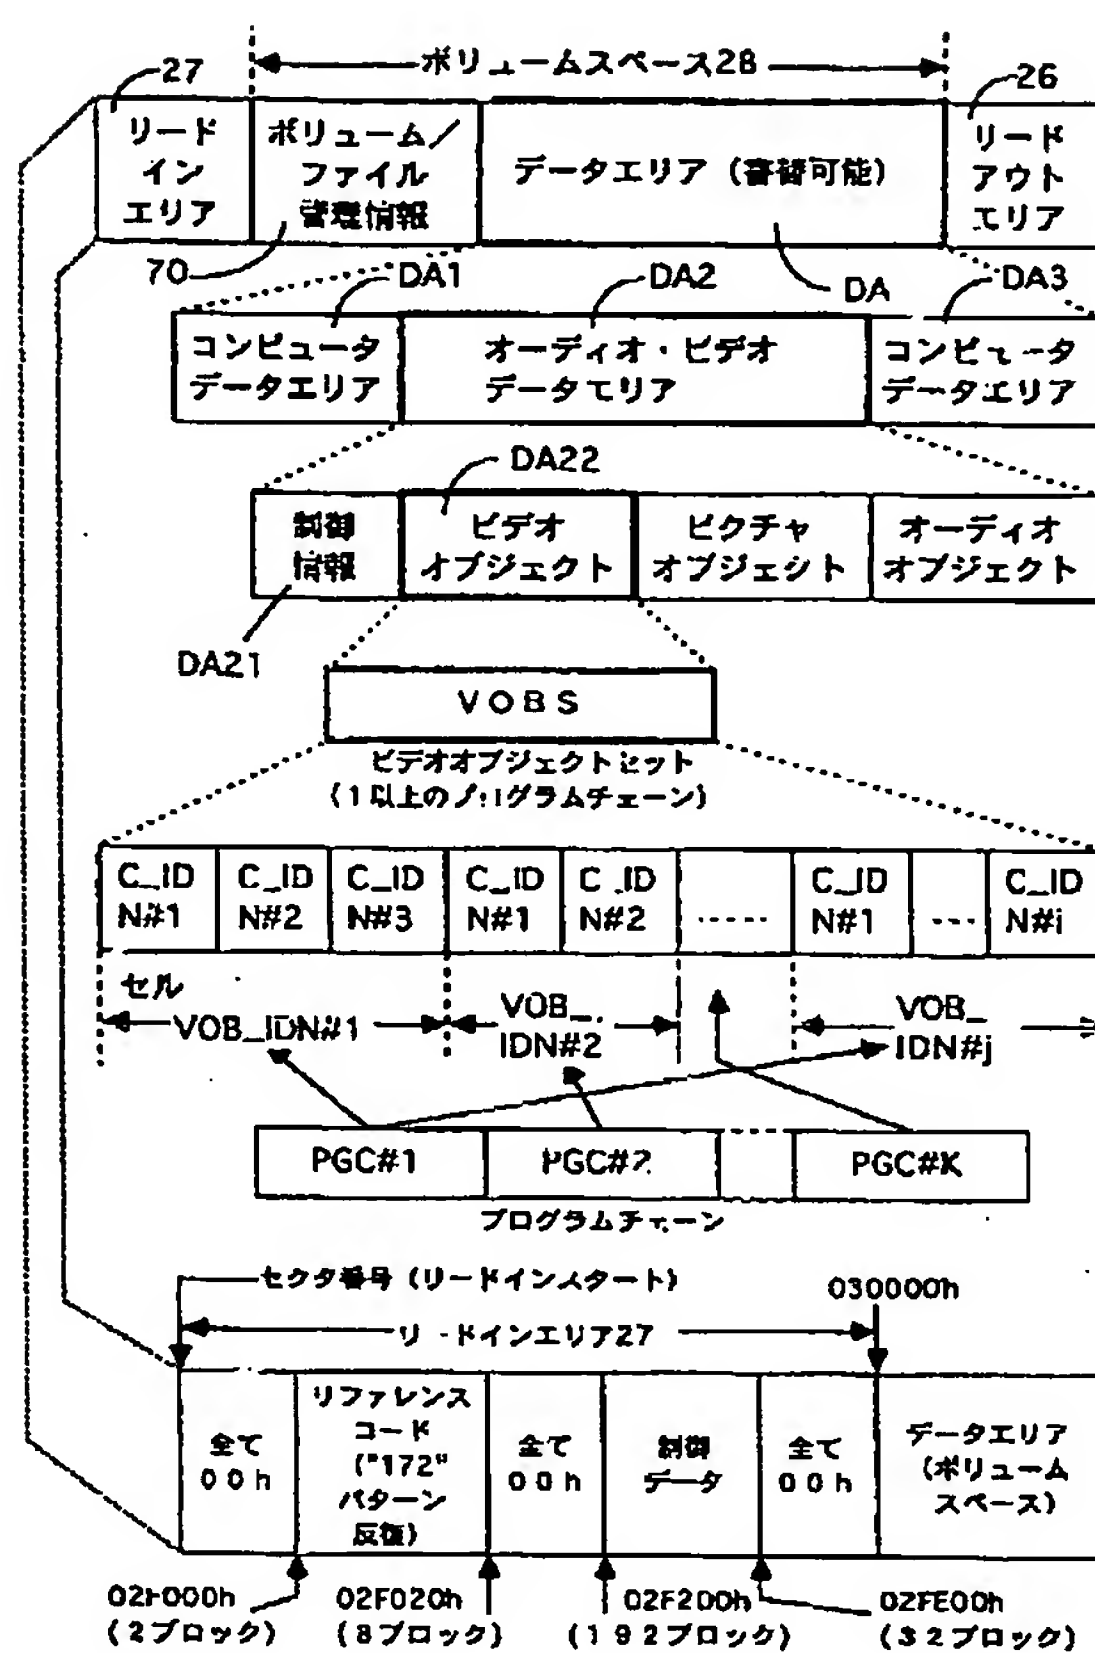 ボリュームスペース28
27
26
リード
イン
エリア
ボリューム／
ファイル
管理情報
データエリア（書替可能）
リード
アウト
エリア
70
DA1
DA2
DA
DA3
コンピュータ
データエリア
オーディオ・ビデオ
データエリア
コンピュータ
データエリア
DA22
制御
情報
ビデオ
オブジェクト
ピクチャ
オブジェクト
オーディオ
オブジェクト
DA21
VOBS
ビデオオブジェクトセット
（1以上のプログラムチェーン）
C_ID
N#1
C_ID
N#2
C_ID
N#3
C_ID
N#1
C_ID
N#2
.....
C_ID
N#1
....
C_ID
N#i
セル
VOB_IDN#1
VOB_
IDN#2
VOB_
IDN#j
PGC#1
PGC#2
PGC#K
プログラムチェーン
セクタ番号（リードインスタート）
030000h
リードインエリア27
全て
00h
リファレンス
コード
("172"
パターン
反復)
全て
00h
制御
データ
全て
00h
データエリア
（ボリューム
スペース）
02F000h
（2ブロック）
02F020h
（8ブロック）
02F200h
（192ブロック）
02FE00h
（32ブロック）